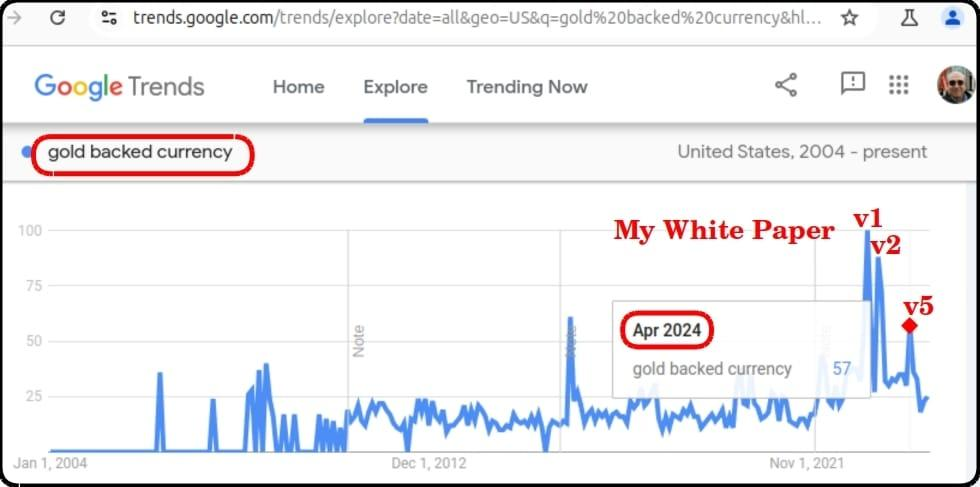 trends.google.com/trends/explore?date=all&geo=US&q=gold%20backed%20currency&hl...
Google Trends
Home Explore Trending Now
gold backed currency
United States, 2004 - present
My White Paper
v1
v2
v5
100
75
50
25
Note
Note
Apr 2024
gold backed currency 57
Jan 1, 2004
Dec 1, 2012
Nov 1, 2021